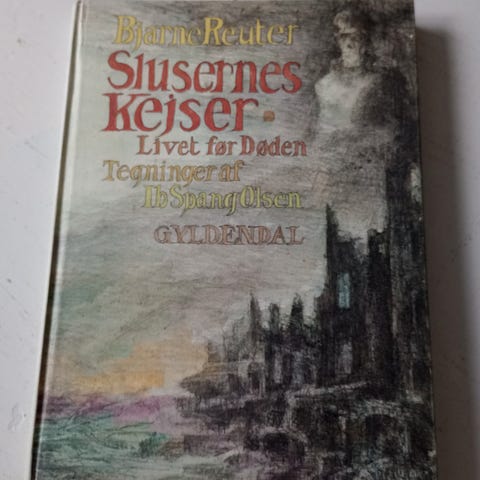 Bjarne Reuter
Slusernes
Kejser
Livet før Døden
Tegninger af
Ib Spang Olsen
GYLDENDAL